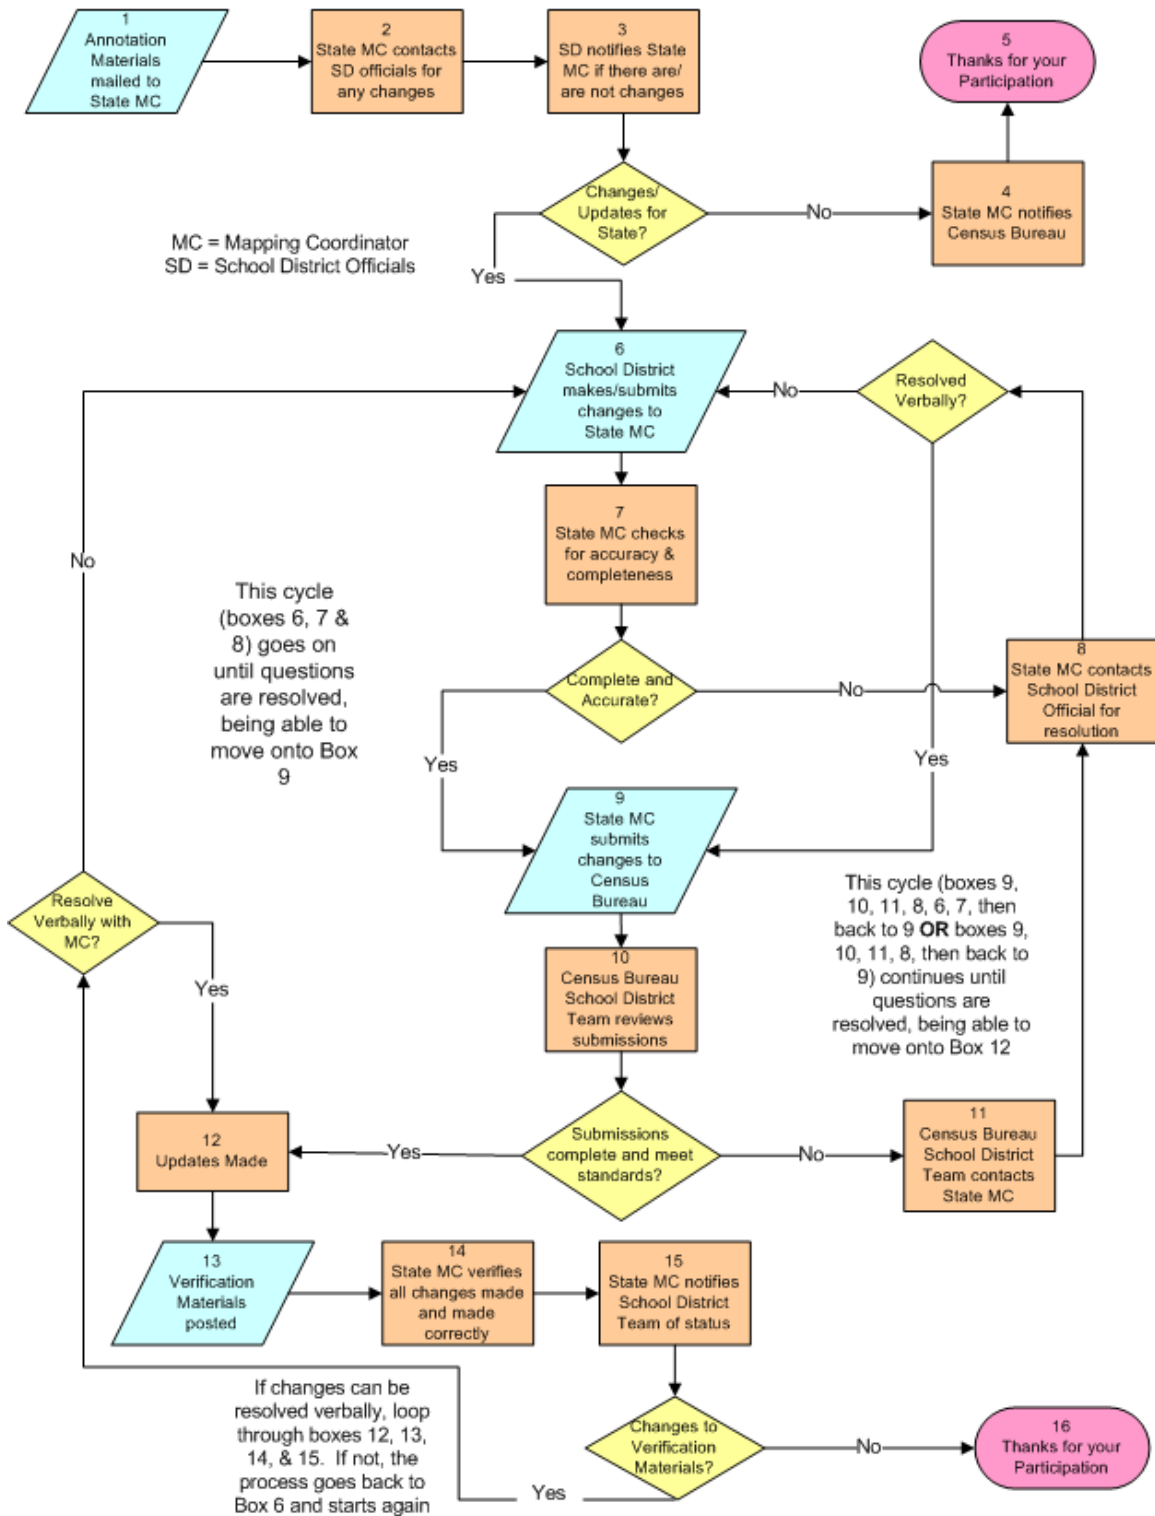 1
Annotation
Materials
mailed to
State MC
2
State MC contacts
SD officials for
any changes
3
SD notifies State
MC if there are/
are not changes
5
Thanks for your
Participation
Changes/
Updates for
State?
No
4
State MC notifies
Census Bureau
MC = Mapping Coordinator
SD = School District Officials
Yes
6
School District
makes/submits
changes to
State MC
No
Resolved
Verbally?
7
State MC checks
for accuracy &
completeness
No
This cycle
(boxes 6, 7 &
8) goes on
until questions
are resolved,
being able to
move onto Box
9
Complete and
Accurate?
No
8
State MC contacts
School District
Official for
resolution
Yes
Yes
9
State MC
submits
changes to
Census
Bureau
This cycle (boxes 9,
10, 11, 8, 6, 7, then
back to 9 OR boxes 9,
10, 11, 8, then back to
9) continues until
questions are
resolved, being able to
move onto Box 12
Resolve
Verbally with
MC?
Yes
10
Census Bureau
School District
Team reviews
submissions
12
Updates Made
Yes
Submissions
complete and meet
standards?
No
11
Census Bureau
School District
Team contacts
State MC
13
Verification
Materials
posted
14
State MC verifies
all changes made
and made
correctly
15
State MC notifies
School District
Team of status
If changes can be
resolved verbally, loop
through boxes 12, 13,
14, & 15. If not, the
process goes back to
Box 6 and starts again
Yes
Changes to
Verification
Materials?
No
16
Thanks for your
Participation